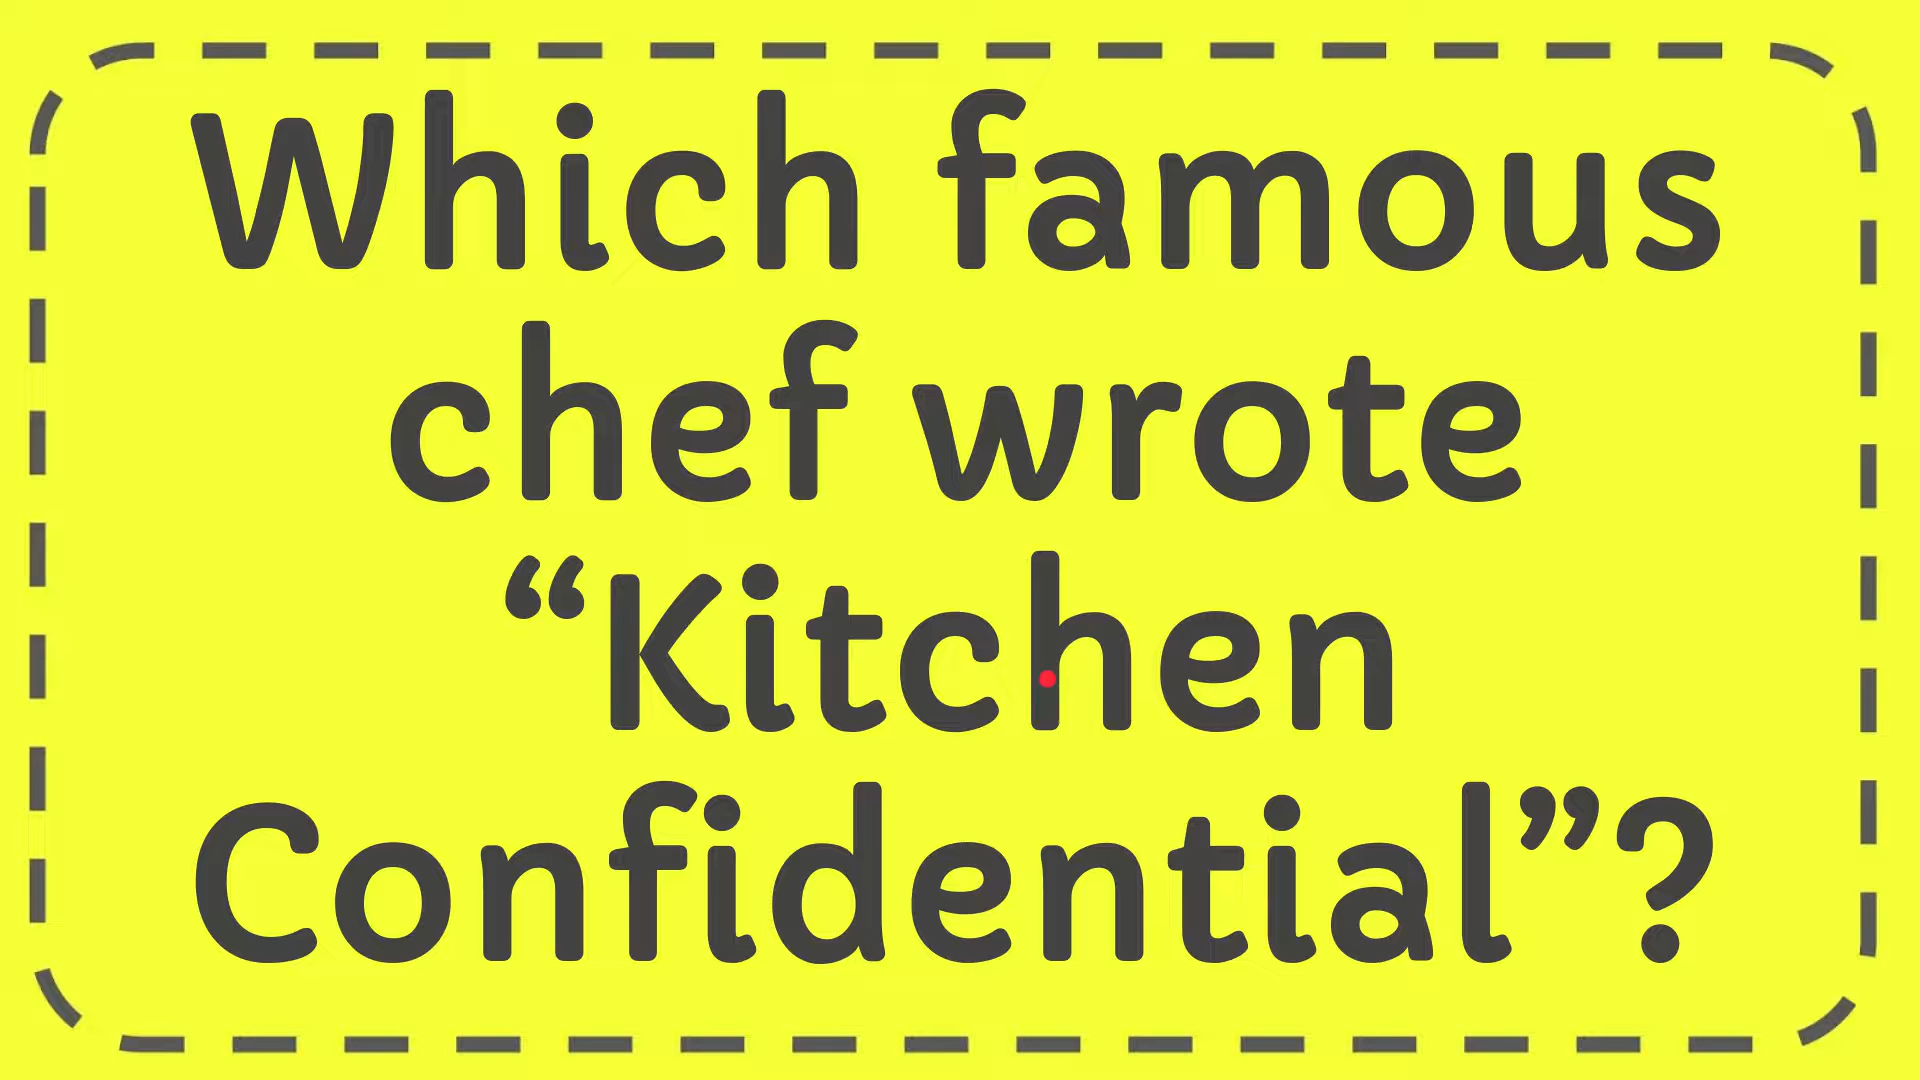 Which famous
chef wrote
“Kitchen
Confidential”?